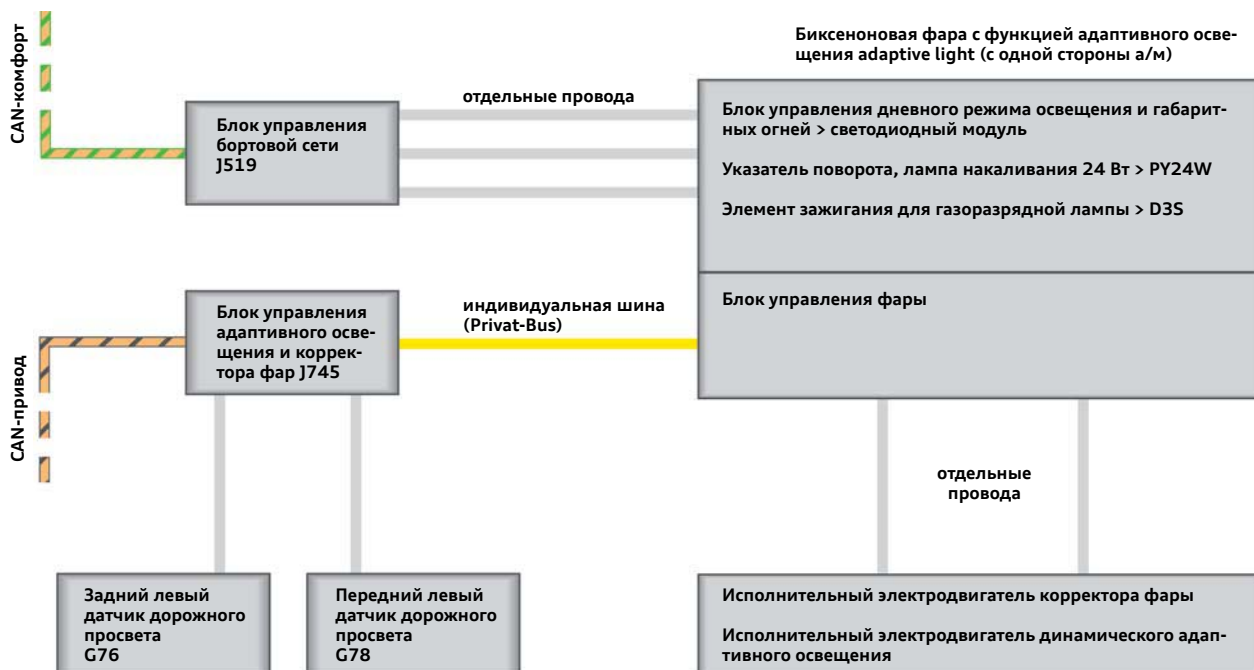 CAN-комфорт
Биксеноновая фара с функцией адаптивного осве-
щения adaptive light (с одной стороны а/м)
отдельные провода
Блок управления
бортовой сети
J519
Блок управления дневного режима освещения и габарит-
ных огней > светодиодный модуль
Указатель поворота, лампа накаливания 24 Вт > PY24W
Элемент зажигания для газоразрядной лампы > D3S
CAN-привод
Блок управления
адаптивного осве-
щения и коррек-
тора фар J745
индивидуальная шина
(Privat-Bus)
Блок управления фары
отдельные
провода
Задний левый
датчик дорожного
просвета
G76
Передний левый
датчик дорожного
просвета
G78
Исполнительный электродвигатель корректора фары
Исполнительный электродвигатель динамического адап-
тивного освещения